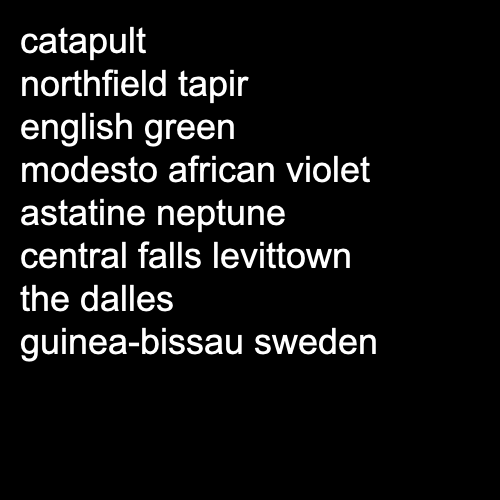 catapult
northfield tapir
english green
modesto african violet
astatine neptune
central falls levittown
the dalles
guinea-bissau sweden